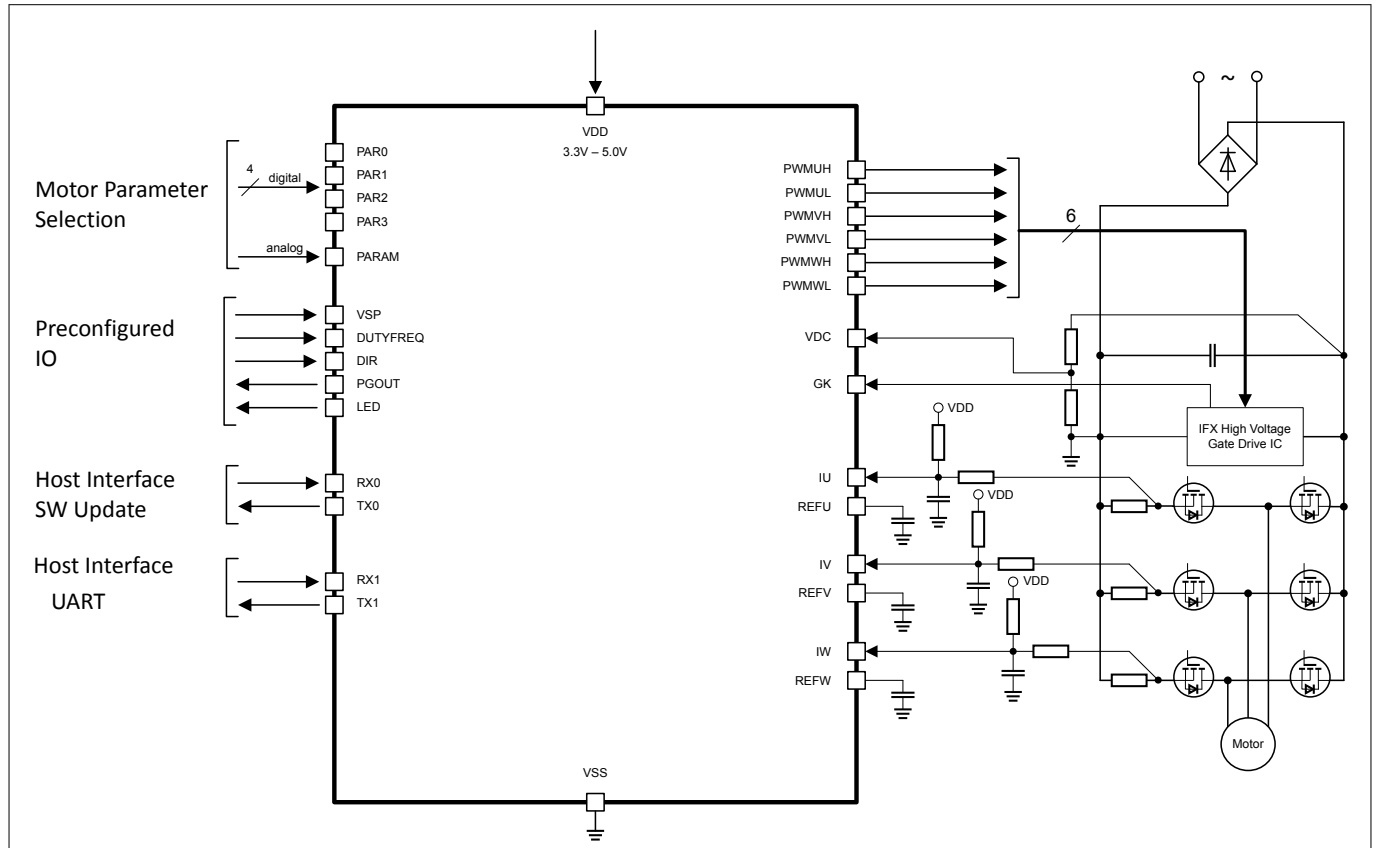 ~
VDD
3.3V – 5.0V
Motor Parameter
Selection
4
digital
analog
PAR0
PAR1
PAR2
PAR3
PARAM
Preconfigured
IO
VSP
DUTYFREQ
DIR
PGOUT
LED
Host Interface
SW Update
RX0
TX0
Host Interface
UART
RX1
TX1
PWMUH
PWMUL
PWMVH
PWMVL
PWMWH
PWMWL
6
VDC
GK
IFX High Voltage
Gate Drive IC
VDD
IU
REFU
VDD
IV
REFV
VDD
IW
REFW
Motor
VSS